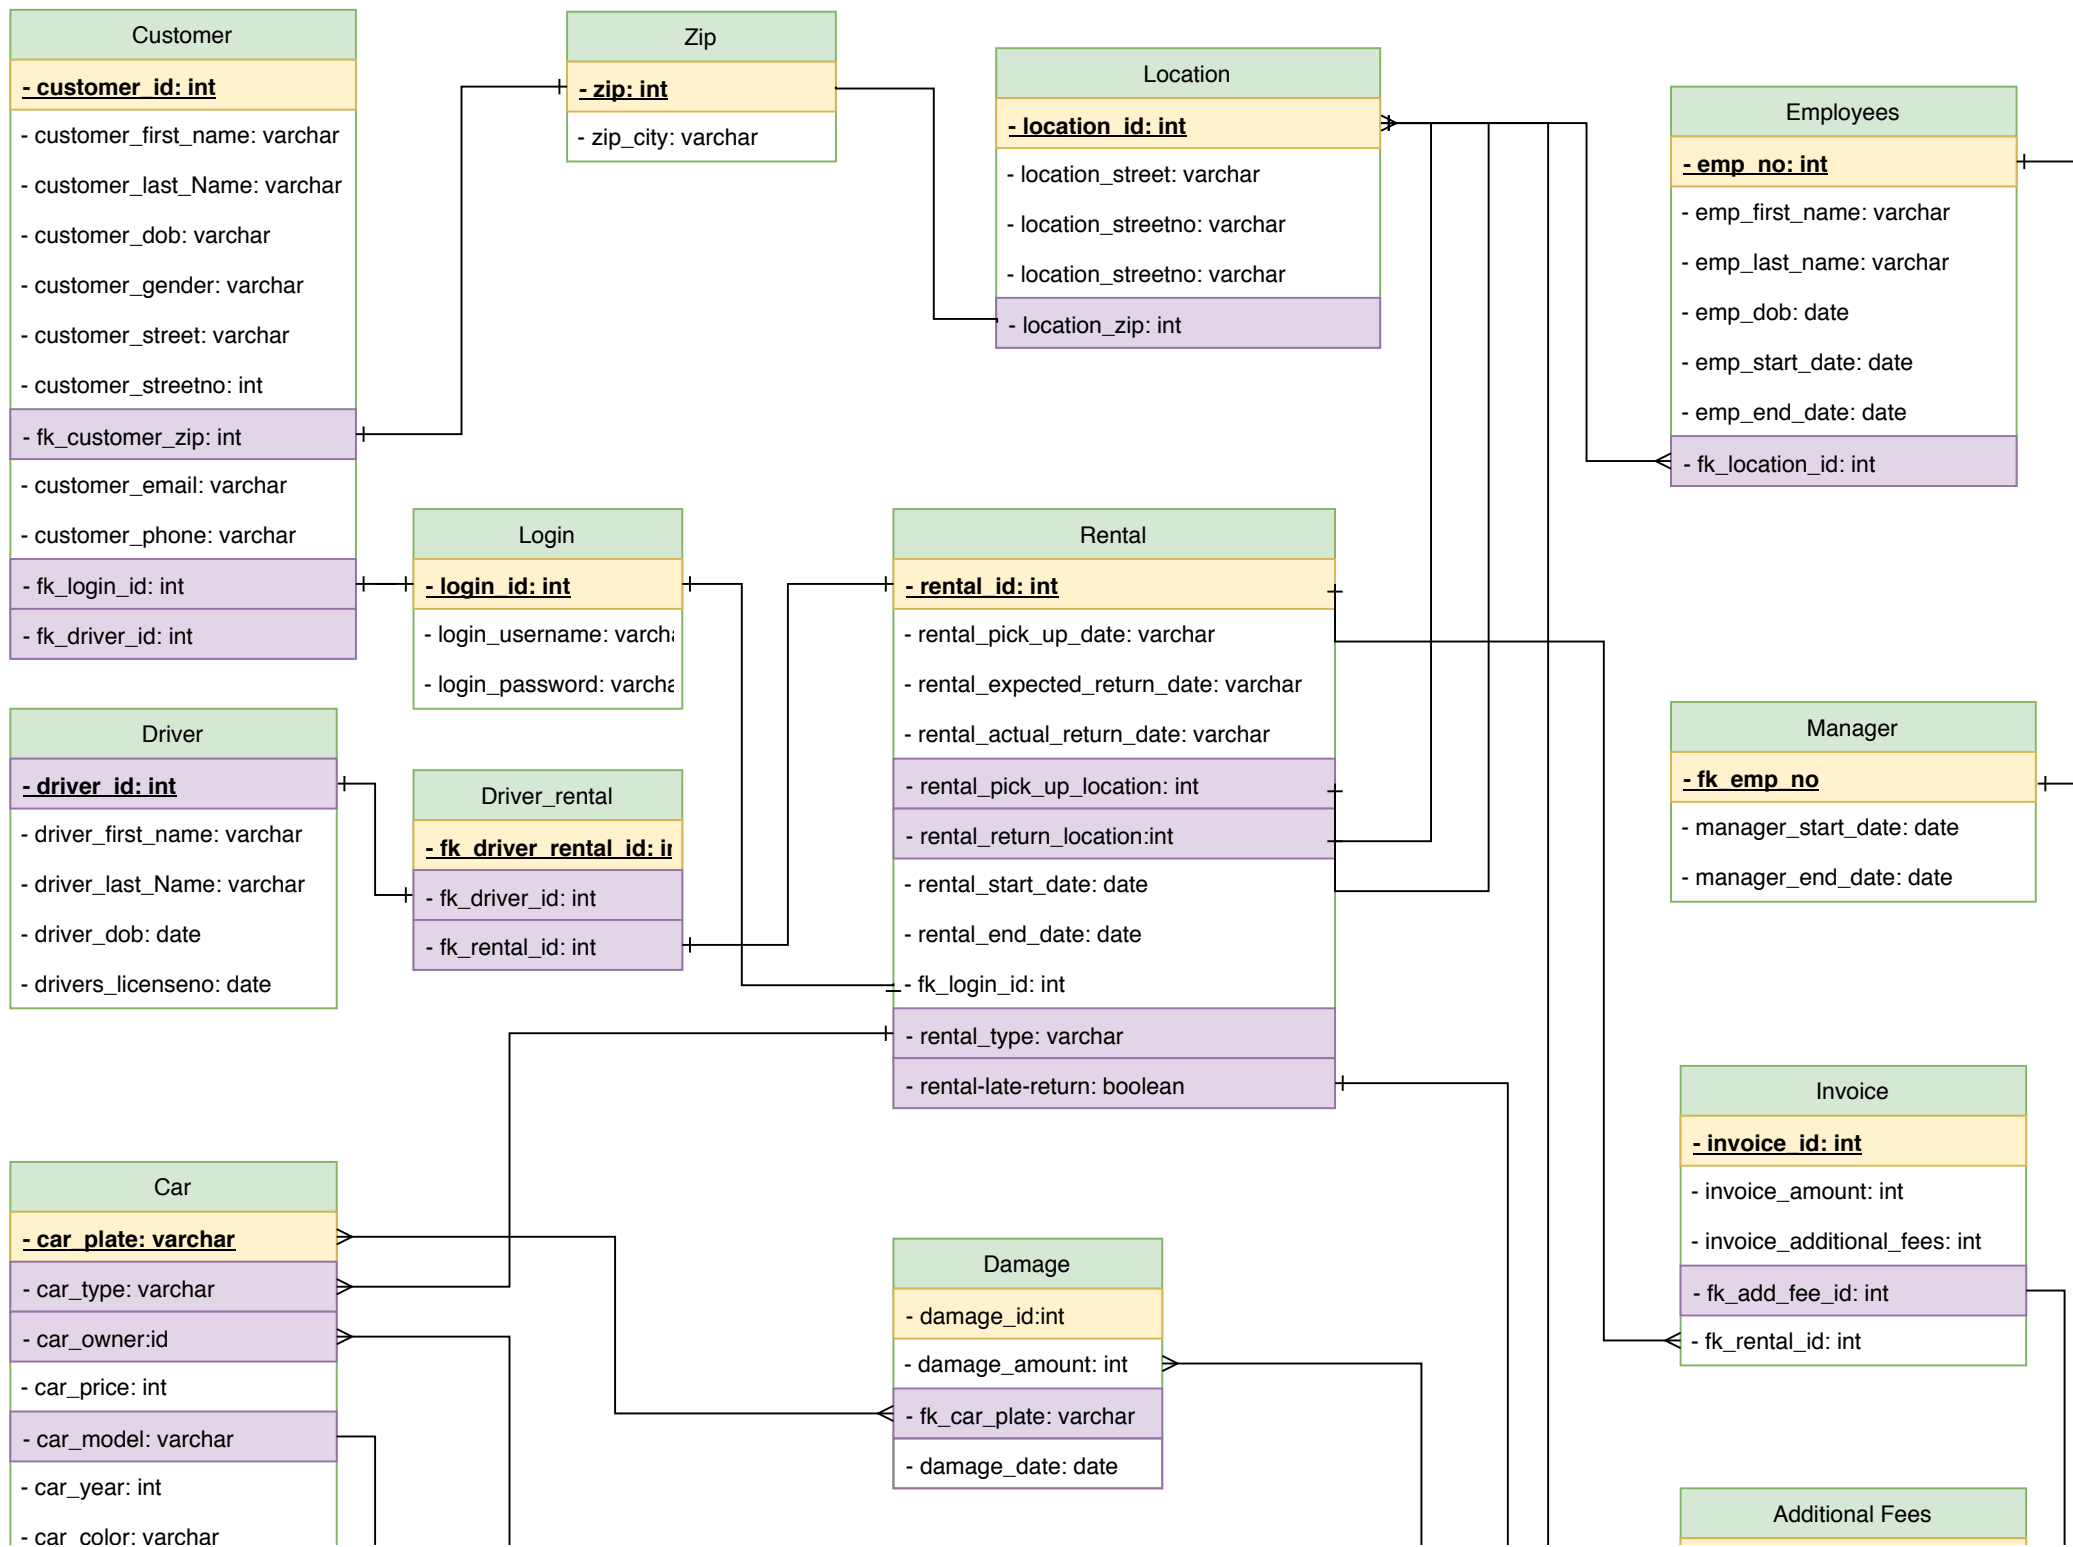 Customer
- customer_id: int
- customer_first_name: varchar
- customer_last_Name: varchar
- customer_dob: varchar
- customer_gender: varchar
- customer_street: varchar
- customer_streetno: int
- fk_customer_zip: int
- customer_email: varchar
- customer_phone: varchar
- fk_login_id: int
- fk_driver_id: int
Zip
- zip: int
- zip_city: varchar
Location
- location_id: int
- location_street: varchar
- location_streetno: varchar
- location_streetno: varchar
- location_zip: int
Employees
- emp_no: int
- emp_first_name: varchar
- emp_last_name: varchar
- emp_dob: date
- emp_start_date: date
- emp_end_date: date
- fk_location_id: int
Login
- login_id: int
- login_username: varcha
- login_password: varcha
Rental
- rental_id: int
- rental_pick_up_date: varchar
- rental_expected_return_date: varchar
- rental_actual_return_date: varchar
- rental_pick_up_location: int
- rental_return_location:int
- rental_start_date: date
- rental_end_date: date
- fk_login_id: int
- rental_type: varchar
- rental-late-return: boolean
Driver
- driver_id: int
- driver_first_name: varchar
- driver_last_Name: varchar
- driver_dob: date
- drivers_licenseno: date
Driver_rental
- fk_driver_rental_id: in
- fk_driver_id: int
- fk_rental_id: int
Manager
- fk_emp_no
- manager_start_date: date
- manager_end_date: date
Invoice
- invoice_id: int
- invoice_amount: int
- invoice_additional_fees: int
- fk_add_fee_id: int
- fk_rental_id: int
Car
- car_plate: varchar
- car_type: varchar
- car_owner:id
- car_price: int
- car_model: varchar
- car_year: int
- car_color: varchar
Damage
- damage_id:int
- damage_amount: int
- fk_car_plate: varchar
- damage_date: date
Additional Fees